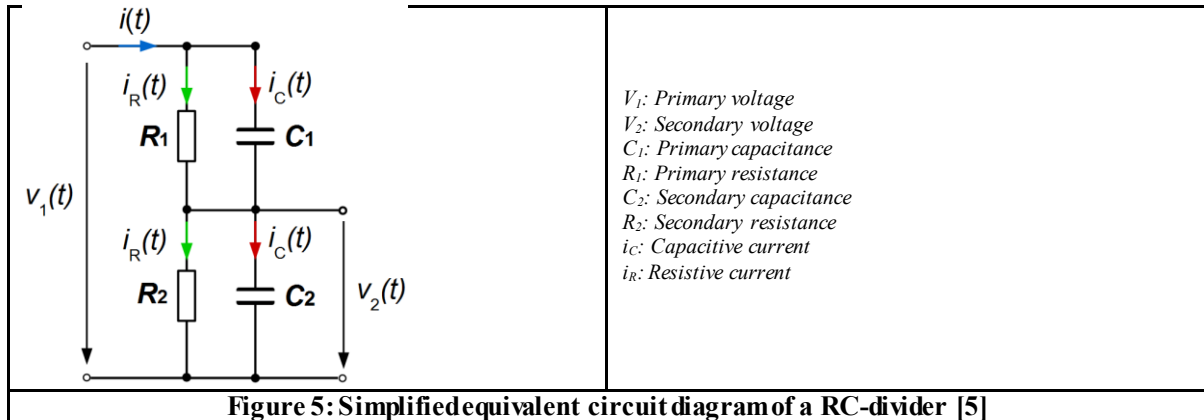 i(t)
i_R(t)
i_C(t)
R1
C1
v_1(t)
i_R(t)
i_C(t)
R2
C2
v_2(t)
V1: Primary voltage
V2: Secondary voltage
C1: Primary capacitance
R1: Primary resistance
C2: Secondary capacitance
R2: Secondary resistance
iC: Capacitive current
iR: Resistive current
Figure 5: Simplified equivalent circuit diagram of a RC-divider [5]